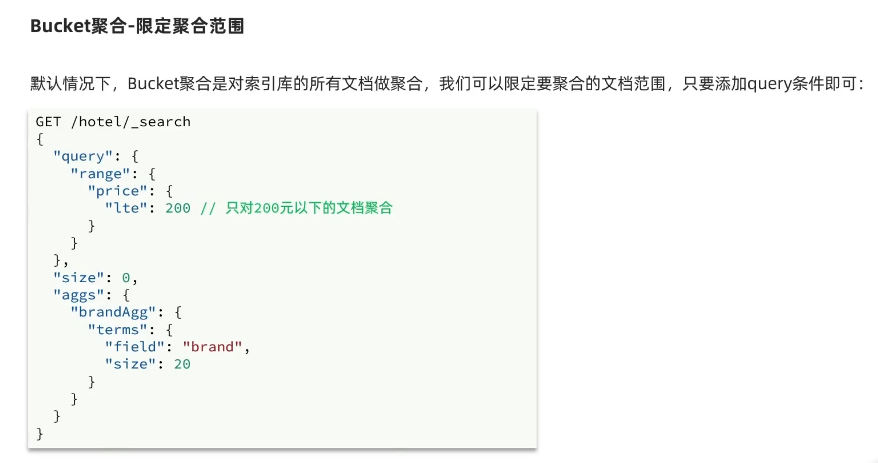 Bucket聚合-限定聚合范围
默认情况下，Bucket聚合是对索引库的所有文档做聚合，我们可以限定要聚合的文档范围，只要添加query条件即可：
GET /hotel/_search
{
  "query": {
    "range": {
      "price": {
        "lte": 200 // 只对200元以下的文档聚合
      }
    }
  },
  "size": 0,
  "aggs": {
    "brandAgg": {
      "terms": {
        "field": "brand",
        "size": 20
      }
    }
  }
}